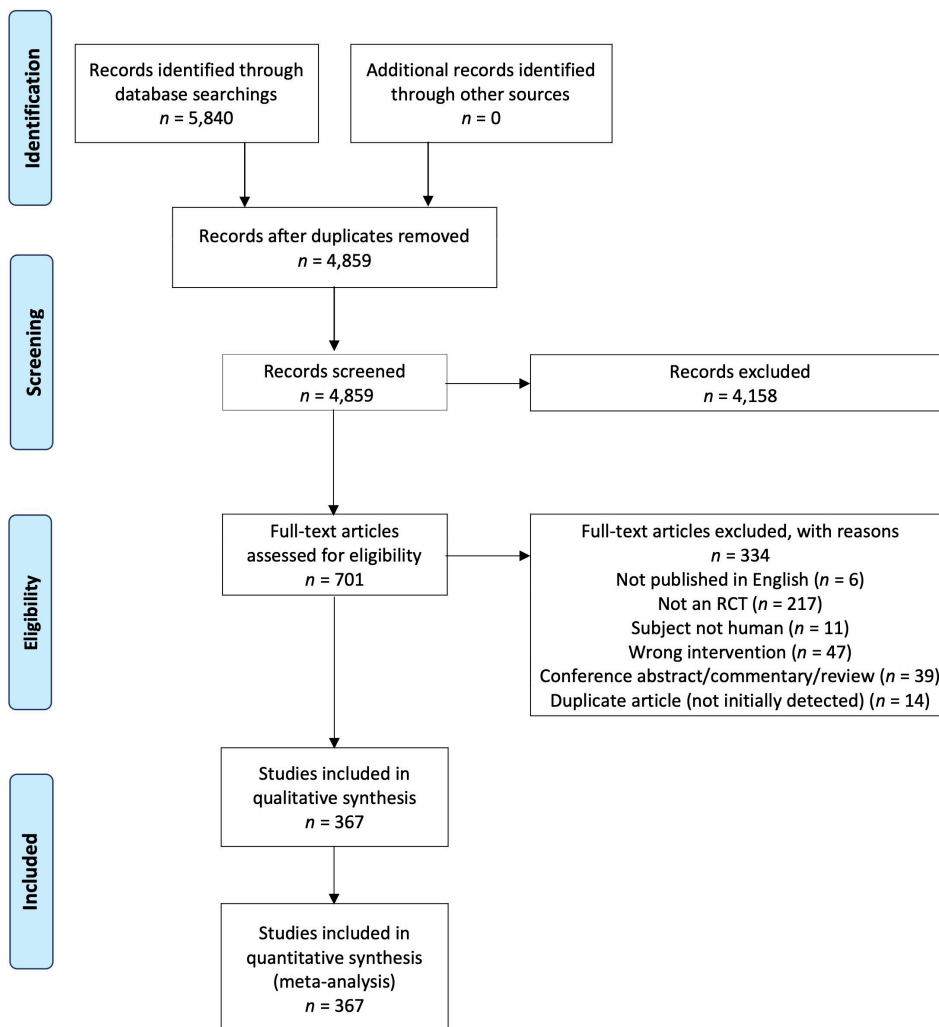 Identification
Records identified through
database searchings
n = 5,840
Additional records identified
through other sources
n = 0
Records after duplicates removed
n = 4,859
Screening
Records screened
n = 4,859
Records excluded
n = 4,158
Eligibility
Full-text articles
assessed for eligibility
n = 701
Full-text articles excluded, with reasons
n = 334
Not published in English (n = 6)
Not an RCT (n = 217)
Subject not human (n = 11)
Wrong intervention (n = 47)
Conference abstract/commentary/review (n = 39)
Duplicate article (not initially detected) (n = 14)
Included
Studies included in
qualitative synthesis
n = 367
Studies included in
quantitative synthesis
(meta-analysis)
n = 367